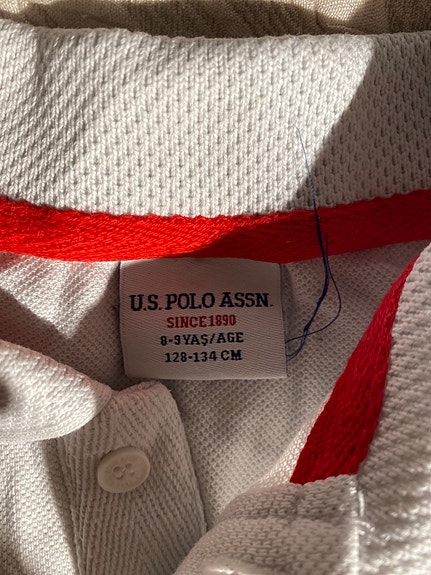 U.S. POLO ASSN.
SINCE 1890
8-9 YAŞ/AGE
128-134 CM